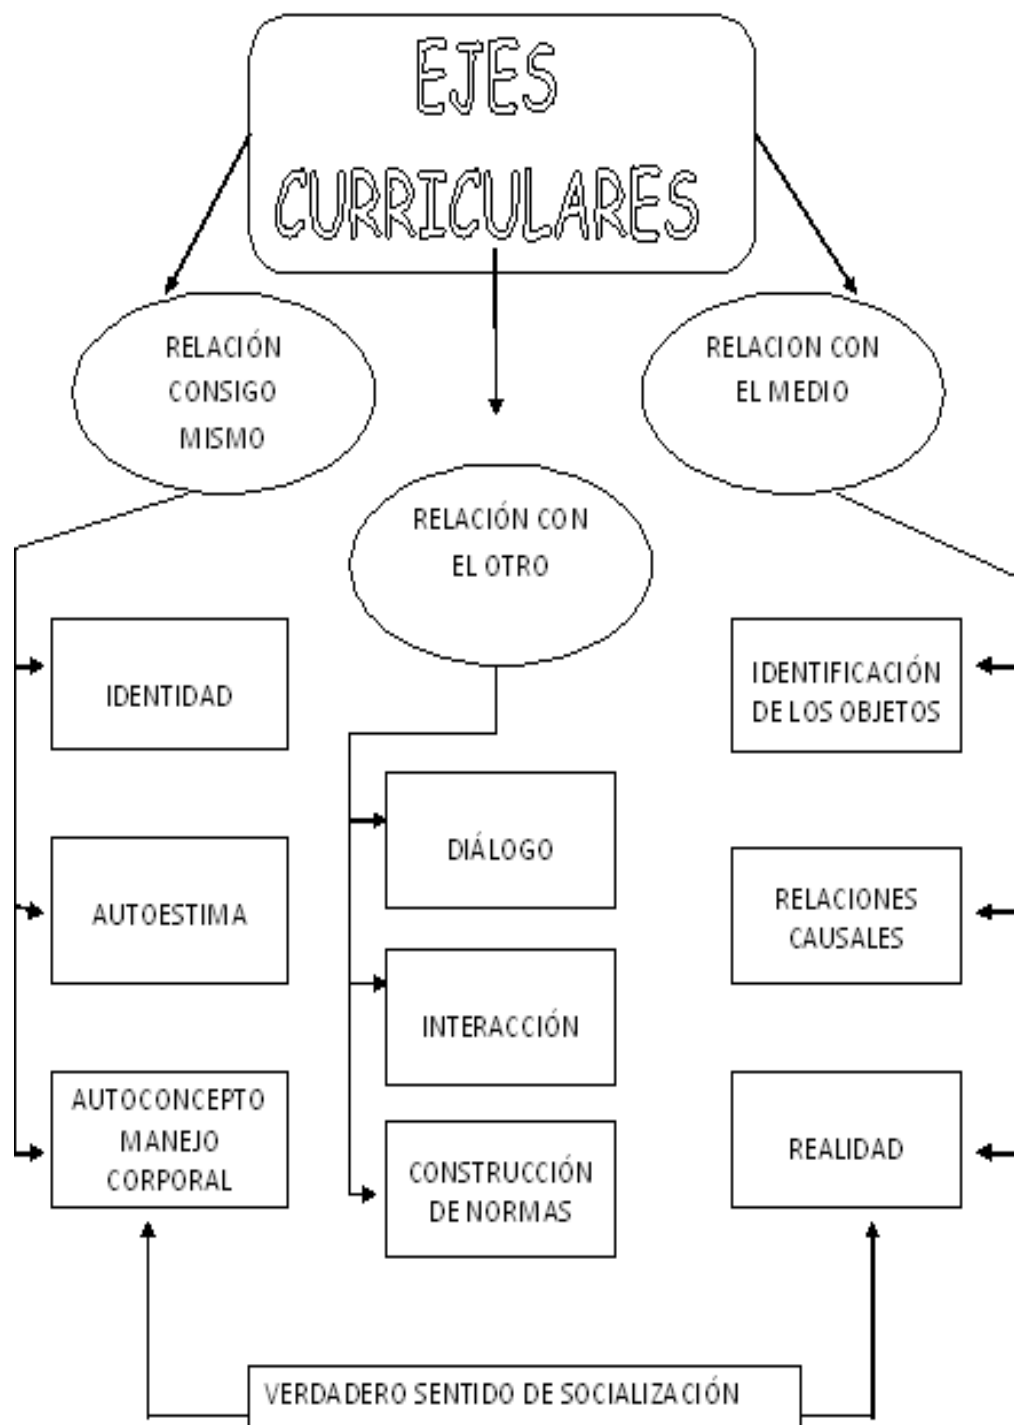 EJES
CURRICULARES
RELACIÓN
CONSIGO
MISMO
RELACION CON
EL MEDIO
RELACIÓN CON
EL OTRO
IDENTIDAD
IDENTIFICACIÓN
DE LOS OBJETOS
DIÁLOGO
AUTOESTIMA
RELACIONES
CAUSALES
INTERACCIÓN
AUTOCONCEPTO
MANEJO
CORPORAL
REALIDAD
CONSTRUCCIÓN
DE NORMAS
VERDADERO SENTIDO DE SOCIALIZACIÓN